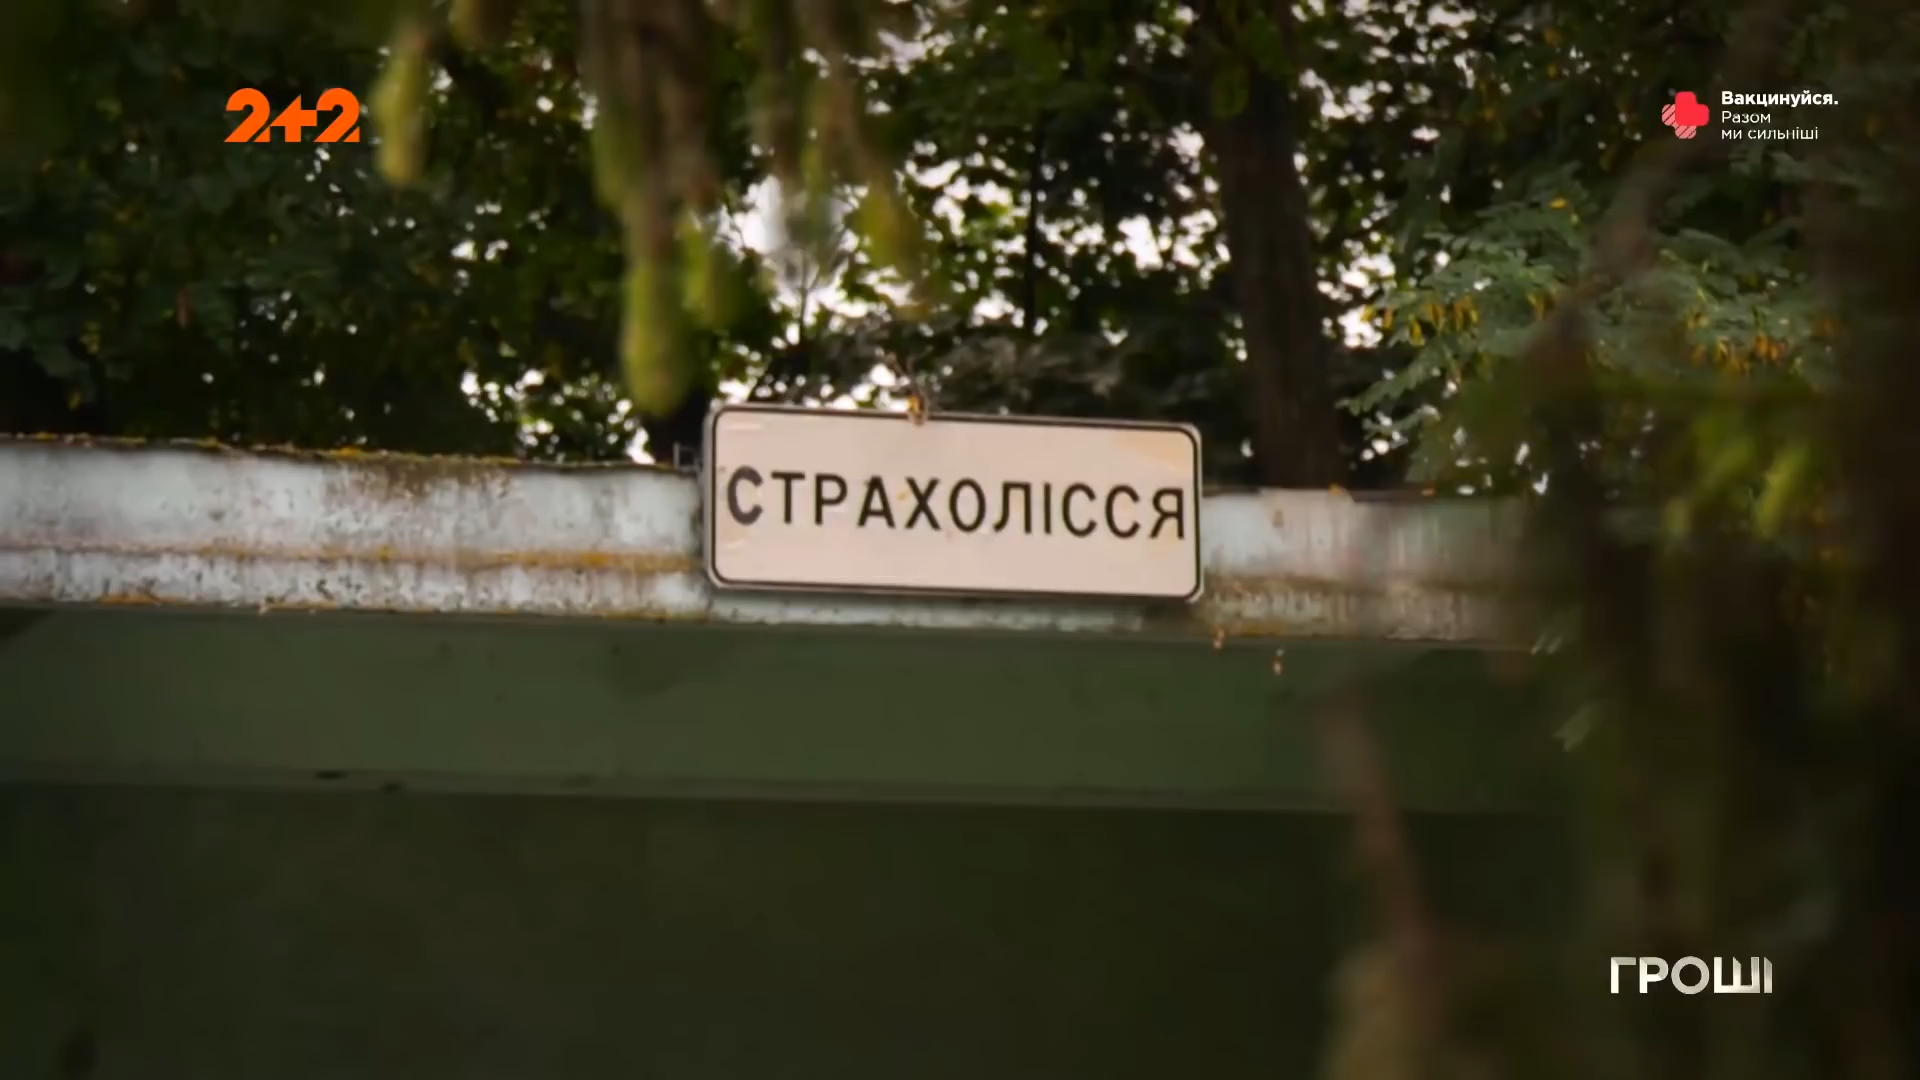 2+2
Вакцинуйся.
Разом
ми сильніші
СТРАХОЛІССЯ
ГРОШІ